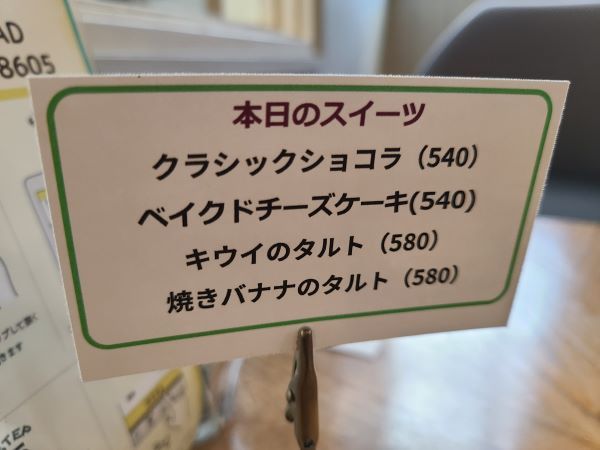 AD
8605
本日のスイーツ
クラシックショコラ（540）
ベイクドチーズケーキ(540)
キウイのタルト（580）
焼きバナナのタルト（580）